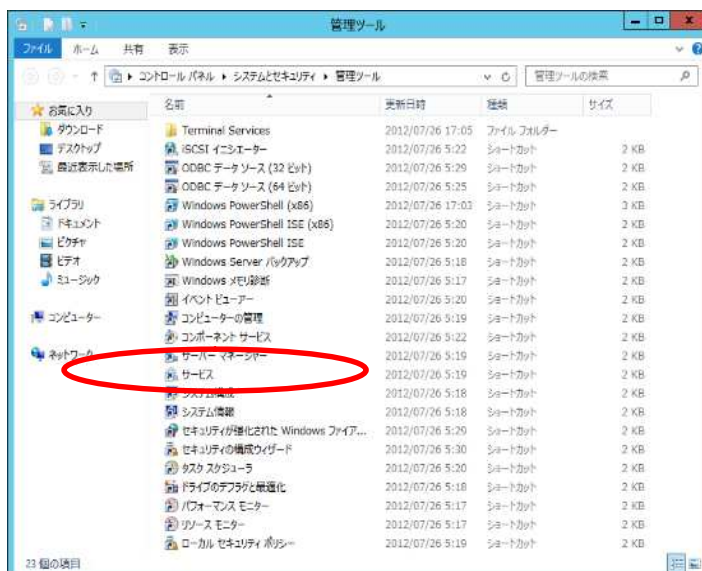 管理ツール
ファイル ホーム 共有 表示
コントロール パネル ▸ システムとセキュリティ ▸ 管理ツール 管理ツールの検索
お気に入り
ダウンロード
デスクトップ
最近表示した場所
ライブラリ
ドキュメント
ピクチャ
ビデオ
ミュージック
コンピューター
ネットワーク
名前 更新日時 種類 サイズ
Terminal Services 2012/07/26 17:05 ファイル フォルダー
iSCSI イニシエーター 2012/07/26 5:22 ショートカット 2 KB
ODBC データ ソース (32 ビット) 2012/07/26 5:29 ショートカット 2 KB
ODBC データ ソース (64 ビット) 2012/07/26 5:25 ショートカット 2 KB
Windows PowerShell (x86) 2012/07/26 17:03 ショートカット 3 KB
Windows PowerShell ISE (x86) 2012/07/26 5:20 ショートカット 2 KB
Windows PowerShell ISE 2012/07/26 5:20 ショートカット 2 KB
Windows Server バックアップ 2012/07/26 5:18 ショートカット 2 KB
Windows メモリ診断 2012/07/26 5:17 ショートカット 2 KB
イベント ビューアー 2012/07/26 5:20 ショートカット 2 KB
コンピューターの管理 2012/07/26 5:19 ショートカット 2 KB
コンポーネント サービス 2012/07/26 5:22 ショートカット 2 KB
サーバー マネージャー 2012/07/26 5:19 ショートカット 2 KB
サービス 2012/07/26 5:19 ショートカット 2 KB
システム構成 2012/07/26 5:18 ショートカット 2 KB
システム情報 2012/07/26 5:18 ショートカット 2 KB
セキュリティが強化された Windows ファイア... 2012/07/26 5:29 ショートカット 2 KB
セキュリティの構成ウィザード 2012/07/26 5:30 ショートカット 2 KB
タスク スケジューラ 2012/07/26 5:20 ショートカット 2 KB
ドライブのデフラグと最適化 2012/07/26 5:18 ショートカット 2 KB
パフォーマンス モニター 2012/07/26 5:17 ショートカット 2 KB
リソース モニター 2012/07/26 5:17 ショートカット 2 KB
ローカル セキュリティ ポリシー 2012/07/26 5:19 ショートカット 2 KB
23 個の項目